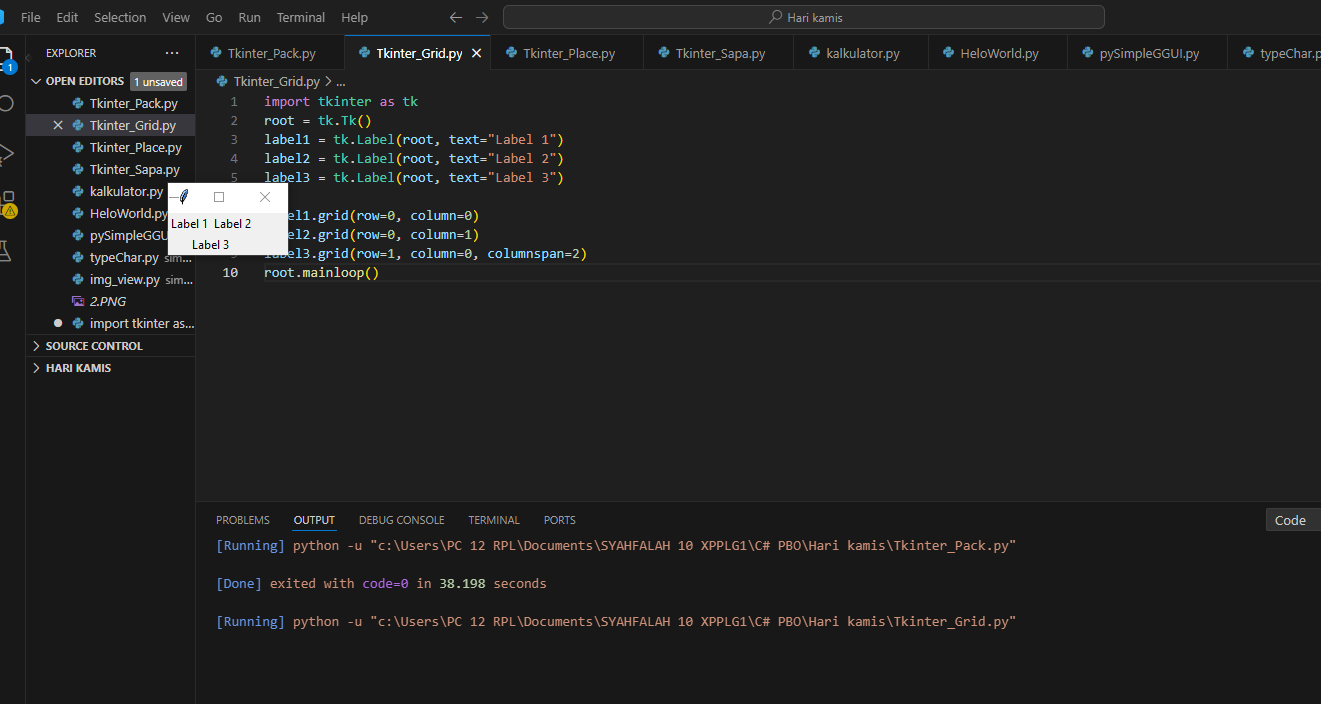 File Edit Selection View Go Run Terminal Help
Hari kamis
EXPLORER
OPEN EDITORS 1 unsaved
Tkinter_Pack.py
Tkinter_Grid.py
Tkinter_Place.py
Tkinter_Sapa.py
kalkulator.py
HeloWorld.py
pySimpleGGU
typeChar.py sim...
img_view.py sim...
2.PNG
import tkinter as...
SOURCE CONTROL
HARI KAMIS
1
Tkinter_Pack.py Tkinter_Grid.py Tkinter_Place.py Tkinter_Sapa.py kalkulator.py HeloWorld.py pySimpleGGUI.py typeChar.p
Tkinter_Grid.py > ...
1 import tkinter as tk
2 root = tk.Tk()
3 label1 = tk.Label(root, text="Label 1")
4 label2 = tk.Label(root, text="Label 2")
5 label3 = tk.Label(root, text="Label 3")
el1.grid(row=0, column=0)
el2.grid(row=0, column=1)
label3.grid(row=1, column=0, columnspan=2)
10 root.mainloop()
Label 1 Label 2
Label 3
PROBLEMS OUTPUT DEBUG CONSOLE TERMINAL PORTS
Code
[Running] python -u "c:\Users\PC 12 RPL\Documents\SYAHFALAH 10 XPPLG1\C# PBO\Hari kamis\Tkinter_Pack.py"
[Done] exited with code=0 in 38.198 seconds
[Running] python -u "c:\Users\PC 12 RPL\Documents\SYAHFALAH 10 XPPLG1\C# PBO\Hari kamis\Tkinter_Grid.py"